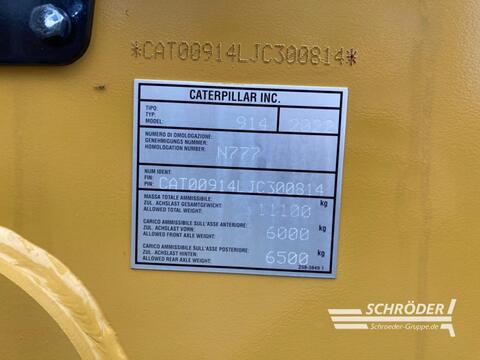 *CAT00914LJC300814*
CATERPILLAR INC.
TIPO:
TYP:
MODEL: 914 2022
NUMERO DI OMOLOGAZIONE:
GENEHMIGUNGS NUMMER:
HOMOLOGATION NUMBER: N777
NUM IDENT:
FIN:
PIN: CAT00914LJC300814
MASSA TOTALE AMMISSIBILE:
ZUL. ACHSLAST GESAMTGEWICHT:
ALLOWED TOTAL WEIGHT: 11100 kg
CARICO AMMISSIBILE SULL'ASSE ANTERIORE:
ZUL. ACHSLAST VORN:
ALLOWED FRONT AXLE WEIGHT: 6000 kg
CARICO AMMISSIBILE SULL'ASSE POSTERIORE:
ZUL. ACHSLAST HINTEN:
ALLOWED REAR AXLE WEIGHT: 6500 kg
258-3849 1
SCHRÖDER
Schroeder-Gruppe.de